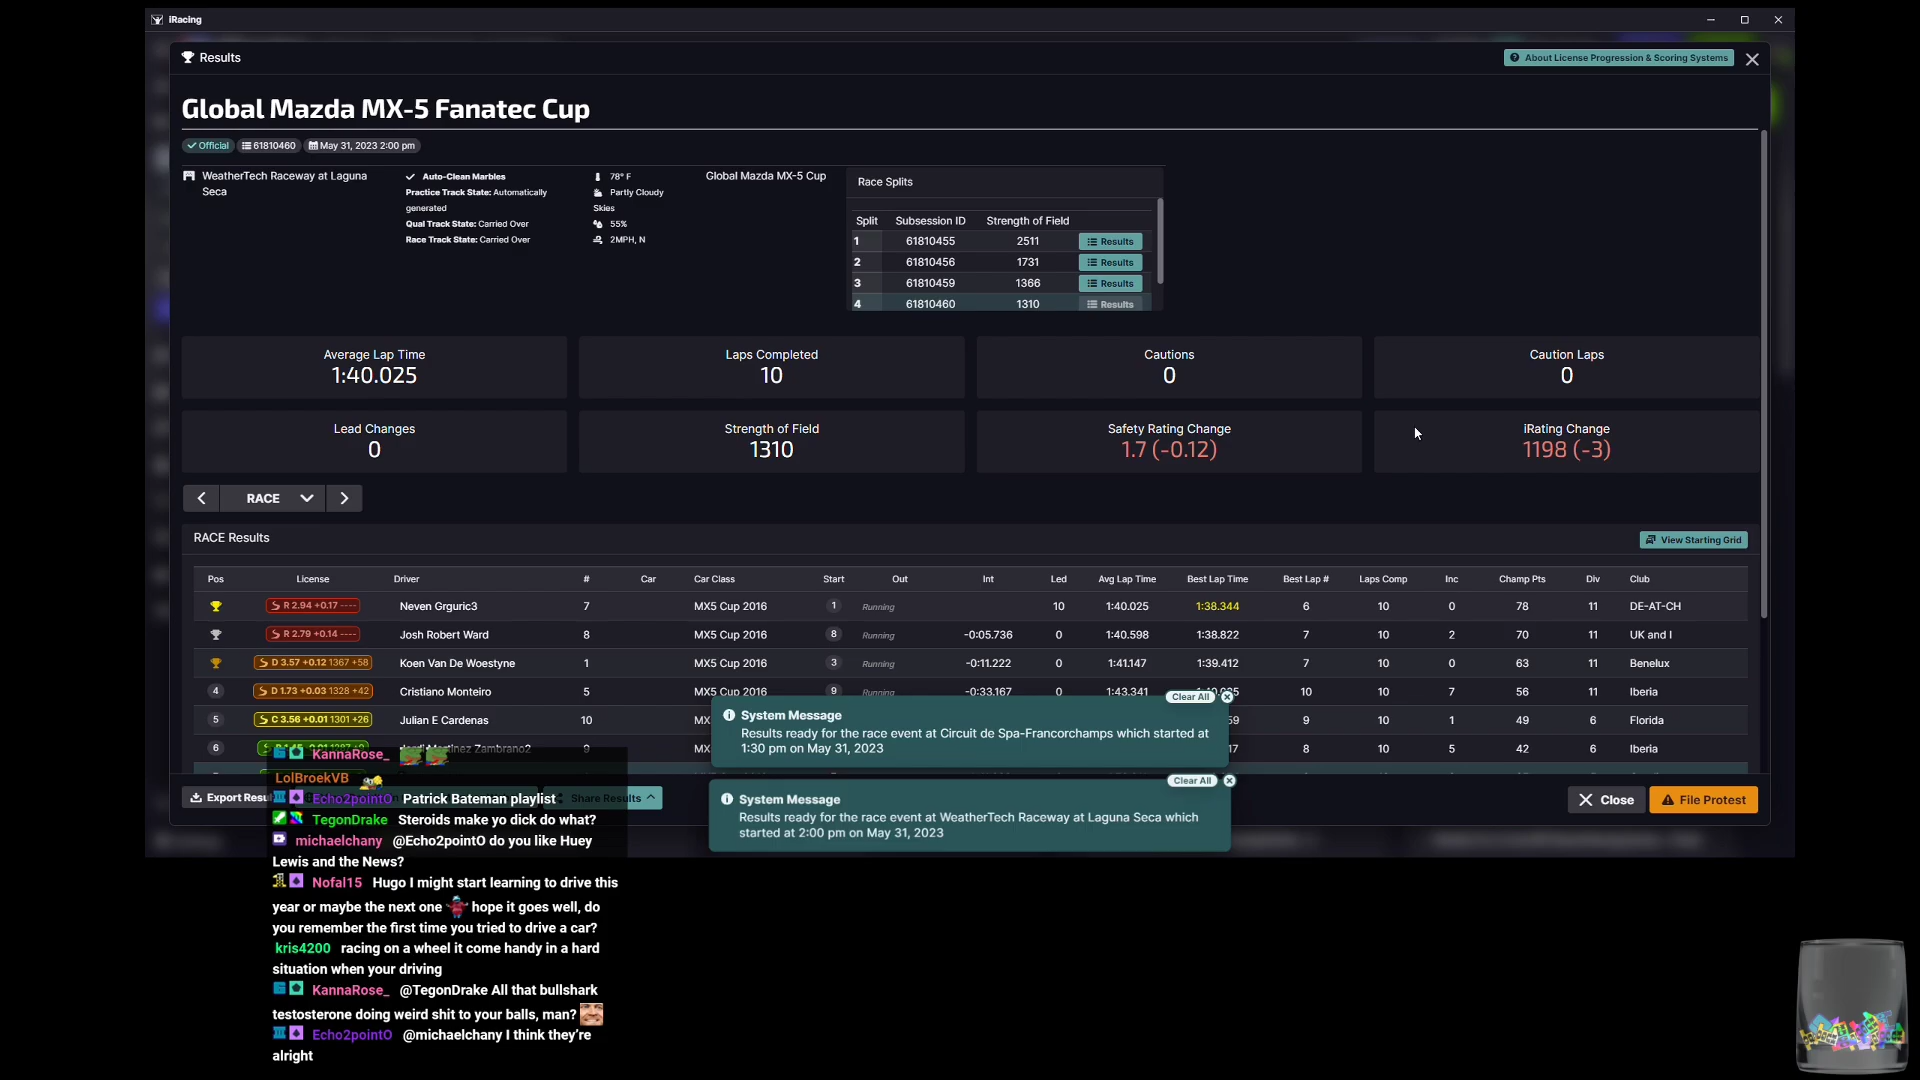 iRacing
Results
About License Progression & Scoring Systems
Global Mazda MX-5 Fanatec Cup
Official 61810460 May 31, 2023 2:00 pm
WeatherTech Raceway at Laguna
Seca
Auto-Clean Marbles
Practice Track State: Automatically
generated
Qual Track State: Carried Over
Race Track State: Carried Over
78° F
Partly Cloudy
Skies
55%
2MPH, N
Global Mazda MX-5 Cup
Race Splits
Split Subsession ID Strength of Field
1 61810455 2511 Results
2 61810456 1731 Results
3 61810459 1366 Results
4 61810460 1310 Results
Average Lap Time Laps Completed Cautions Caution Laps
1:40.025 10 0 0
Lead Changes Strength of Field Safety Rating Change iRating Change
0 1310 1.7 (-0.12) 1198 (-3)
RACE
RACE Results View Starting Grid
Pos License Driver # Car Car Class Start Out Int Led Avg Lap Time Best Lap Time Best Lap # Laps Comp Inc Champ Pts Div Club
R 2.94 +0.17 ---- Neven Grguric3 7 MX5 Cup 2016 1 Running 10 1:40.025 1:38.344 6 10 0 78 11 DE-AT-CH
R 2.79 +0.14 ---- Josh Robert Ward 8 MX5 Cup 2016 8 Running -0:05.736 0 1:40.598 1:38.822 7 10 2 70 11 UK and I
D 3.57 +0.12 1367 +58 Koen Van De Woestyne 1 MX5 Cup 2016 3 Running -0:11.222 0 1:41.147 1:39.412 7 10 0 63 11 Benelux
4 D 1.73 +0.03 1328 +42 Cristiano Monteiro 5 MX5 Cup 2016 9 Running -0:33.167 0 1:43.341 10 10 7 56 11 Iberia
5 C 3.56 +0.01 1301 +26 Julian E Cardenas 10 MX 59 9 10 1 49 6 Florida
6 Martinez Zambrano2 9 17 8 10 5 42 6 Iberia
Clear All
System Message
Results ready for the race event at Circuit de Spa-Francorchamps which started at
1:30 pm on May 31, 2023
Clear All
System Message
Results ready for the race event at WeatherTech Raceway at Laguna Seca which
started at 2:00 pm on May 31, 2023
Export Resu Share Results Close File Protest
KannaRose_
LolBroekVB
Echo2pointO Patrick Bateman playlist
TegonDrake Steroids make yo dick do what?
michaelchany @Echo2pointO do you like Huey
Lewis and the News?
Nofal15 Hugo I might start learning to drive this
year or maybe the next one hope it goes well, do
you remember the first time you tried to drive a car?
kris4200 racing on a wheel it come handy in a hard
situation when your driving
KannaRose_ @TegonDrake All that bullshark
testosterone doing weird shit to your balls, man?
Echo2pointO @michaelchany I think they're
alright